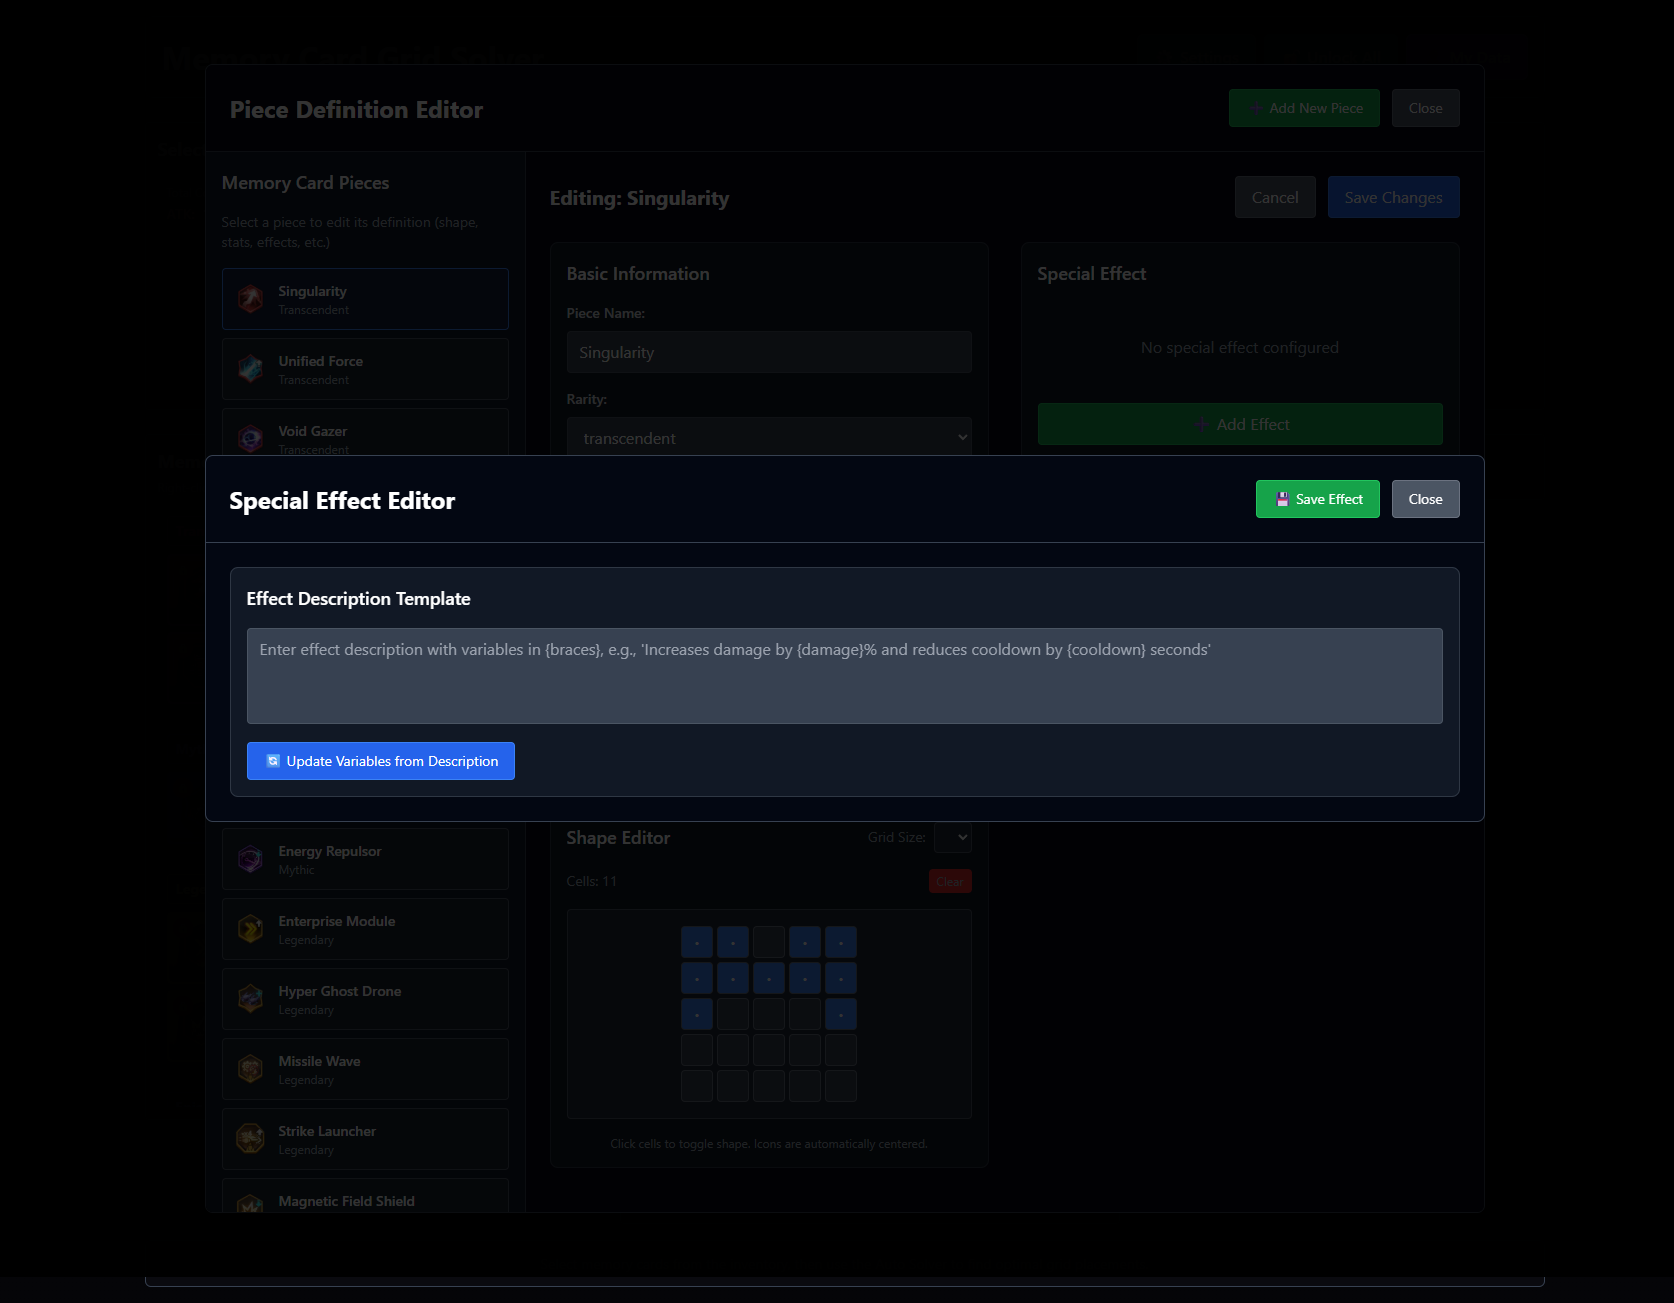 Memory Card Grid Solver
Piece Definition Editor
Add New Piece
Close
Memory Card Pieces
Select a piece to edit its definition (shape,
stats, effects, etc.)
Singularity
Transcendent
Unified Force
Transcendent
Void Gazer
Transcendent
Editing: Singularity
Cancel
Save Changes
Basic Information
Piece Name:
Singularity
Rarity:
transcendent
Special Effect
No special effect configured
Add Effect
Special Effect Editor
Save Effect
Close
Effect Description Template
Enter effect description with variables in {braces}, e.g., 'Increases damage by {damage}% and reduces cooldown by {cooldown} seconds'
Update Variables from Description
Energy Repulsor
Mythic
Enterprise Module
Legendary
Hyper Ghost Drone
Legendary
Missile Wave
Legendary
Strike Launcher
Legendary
Magnetic Field Shield
Shape Editor
Grid Size:
Cells: 11
Clear
Click cells to toggle shape. Icons are automatically centered.